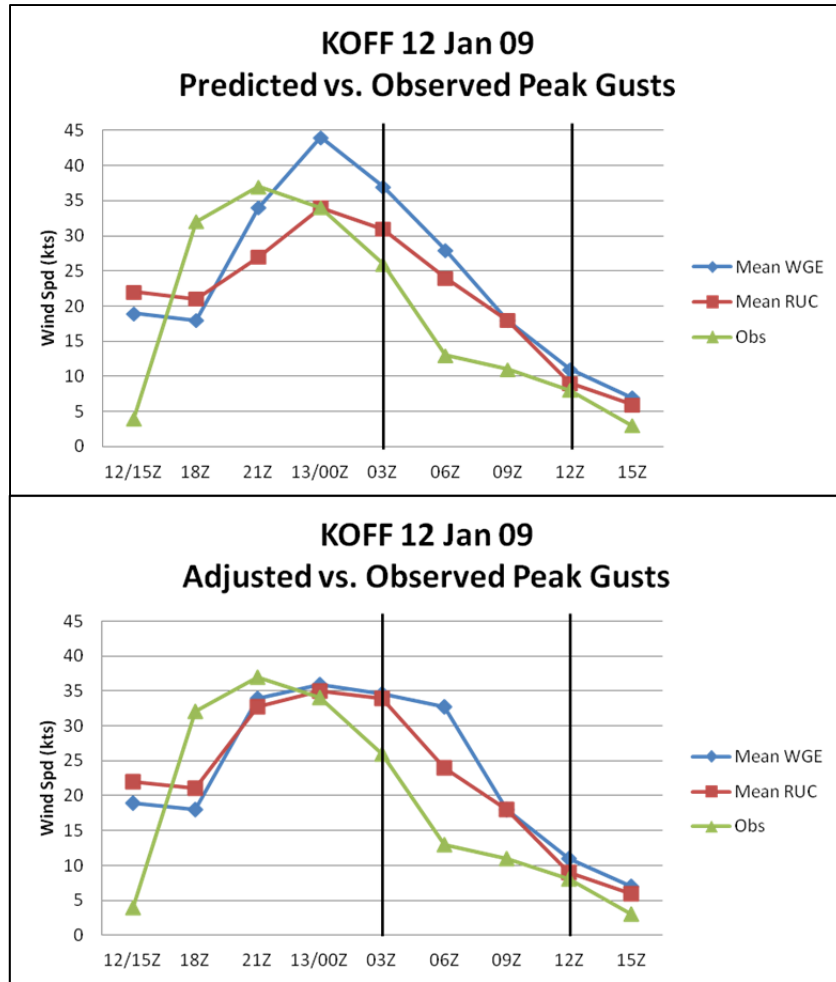 KOFF 12 Jan 09
Predicted vs. Observed Peak Gusts
45
40
35
30
25
20
15
10
5
0
Wind Spd (kts)
12/15Z 18Z 21Z 13/00Z 03Z 06Z 09Z 12Z 15Z
Mean WGE
Mean RUC
Obs
KOFF 12 Jan 09
Adjusted vs. Observed Peak Gusts
45
40
35
30
25
20
15
10
5
0
Wind Spd (kts)
12/15Z 18Z 21Z 13/00Z 03Z 06Z 09Z 12Z 15Z
Mean WGE
Mean RUC
Obs